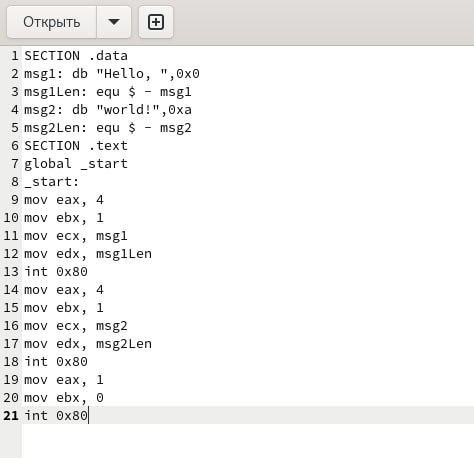 Открыть
1 SECTION .data
2 msg1: db "Hello, ",0x0
3 msg1Len: equ $ - msg1
4 msg2: db "world!",0xa
5 msg2Len: equ $ - msg2
6 SECTION .text
7 global _start
8 _start:
9 mov eax, 4
10 mov ebx, 1
11 mov ecx, msg1
12 mov edx, msg1Len
13 int 0x80
14 mov eax, 4
15 mov ebx, 1
16 mov ecx, msg2
17 mov edx, msg2Len
18 int 0x80
19 mov eax, 1
20 mov ebx, 0
21 int 0x80